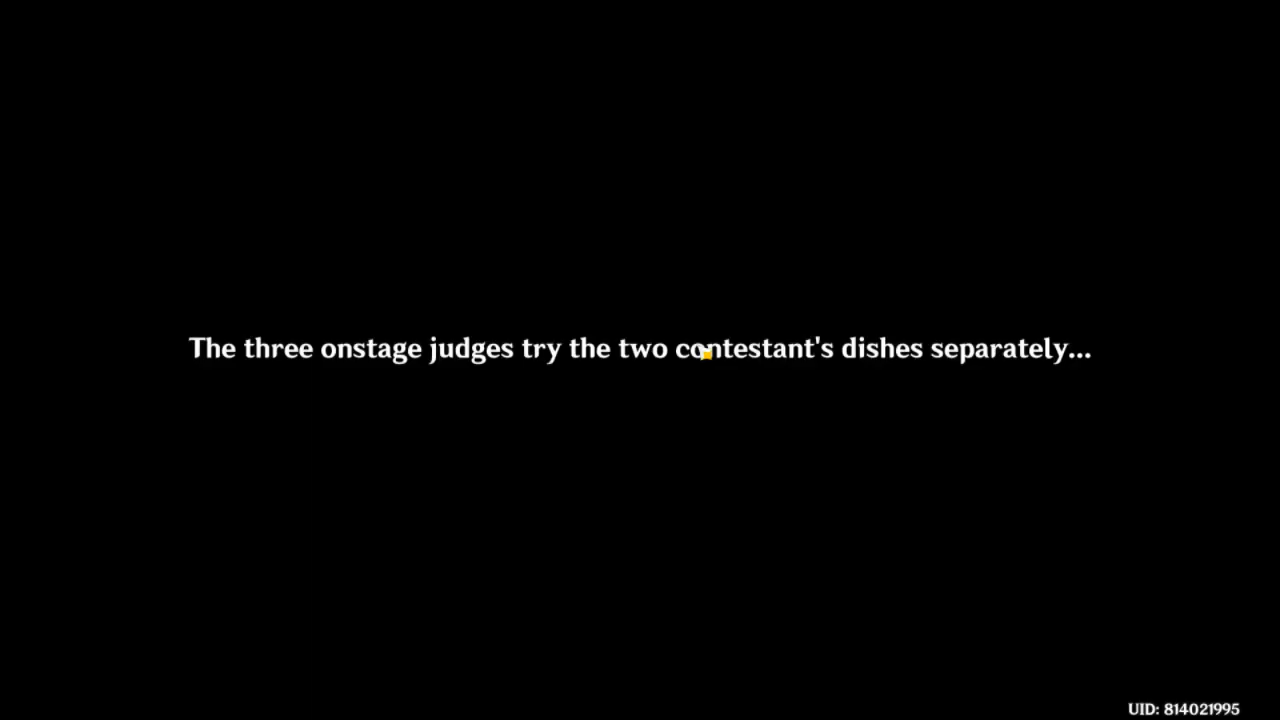 The three onstage judges try the two contestant's dishes separately...
UID: 814021995